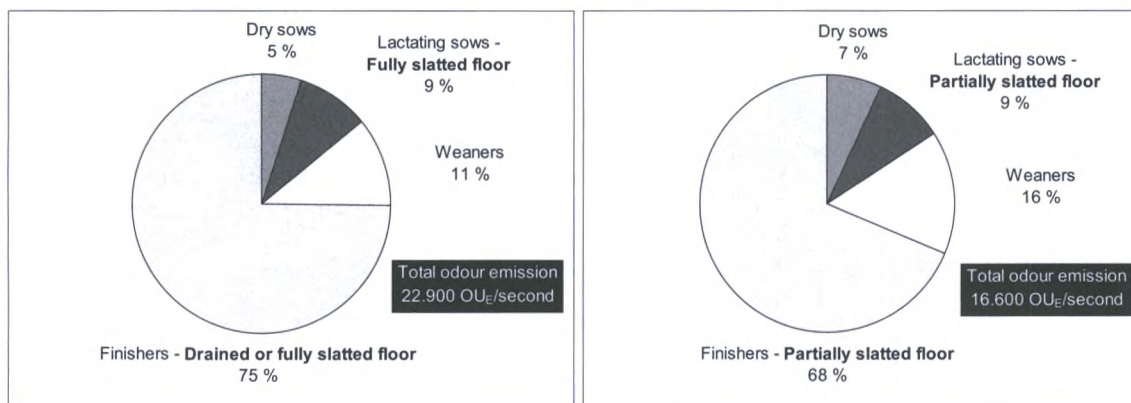 Dry sows
5 %
Lactating sows -
Fully slatted floor
9 %
Weaners
11 %
Total odour emission
22.900 OUE/second
Finishers - Drained or fully slatted floor
75 %
Dry sows
7 %
Lactating sows -
Partially slatted floor
9 %
Weaners
16 %
Total odour emission
16.600 OUE/second
Finishers - Partially slatted floor
68 %